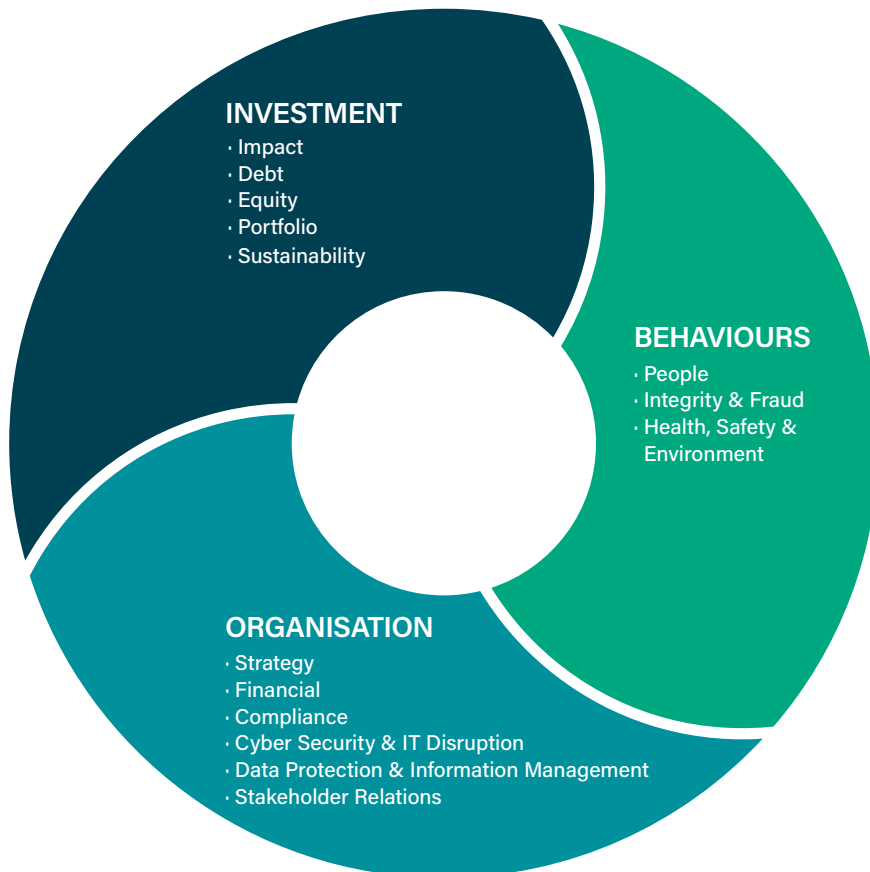 INVESTMENT
· Impact
· Debt
· Equity
· Portfolio
· Sustainability
BEHAVIOURS
· People
· Integrity & Fraud
· Health, Safety &
Environment
ORGANISATION
· Strategy
· Financial
· Compliance
· Cyber Security & IT Disruption
· Data Protection & Information Management
· Stakeholder Relations